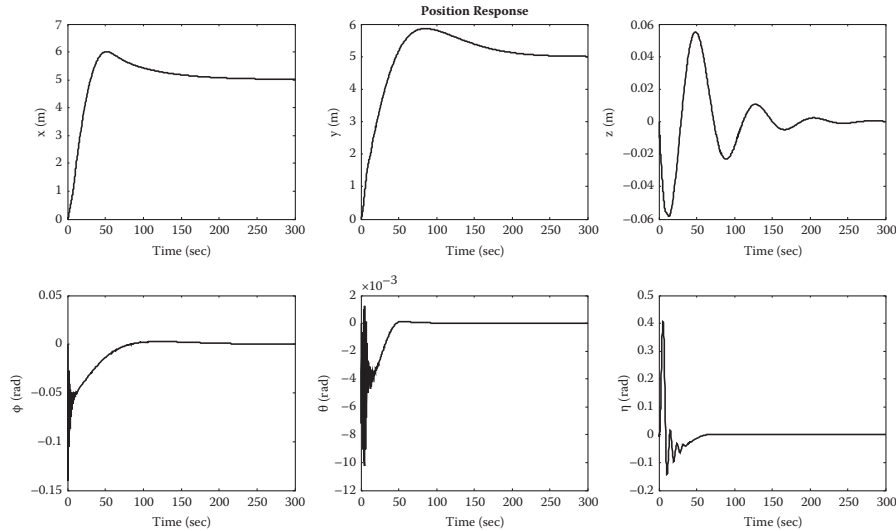 Position Response
x (m)
7
6
5
4
3
2
1
0
0 50 100 150 200 250 300
Time (sec)
y (m)
6
5
4
3
2
1
0
0 50 100 150 200 250 300
Time (sec)
z (m)
0.06
0.04
0.02
0
−0.02
−0.04
−0.06
0 50 100 150 200 250 300
Time (sec)
ϕ (rad)
0.05
0
−0.05
−0.1
−0.15
0 50 100 150 200 250 300
Time (sec)
×10−3
θ (rad)
2
0
−2
−4
−6
−8
−10
−12
0 50 100 150 200 250 300
Time (sec)
η (rad)
0.5
0.4
0.3
0.2
0.1
0
−0.1
−0.2
0 50 100 150 200 250 300
Time (sec)